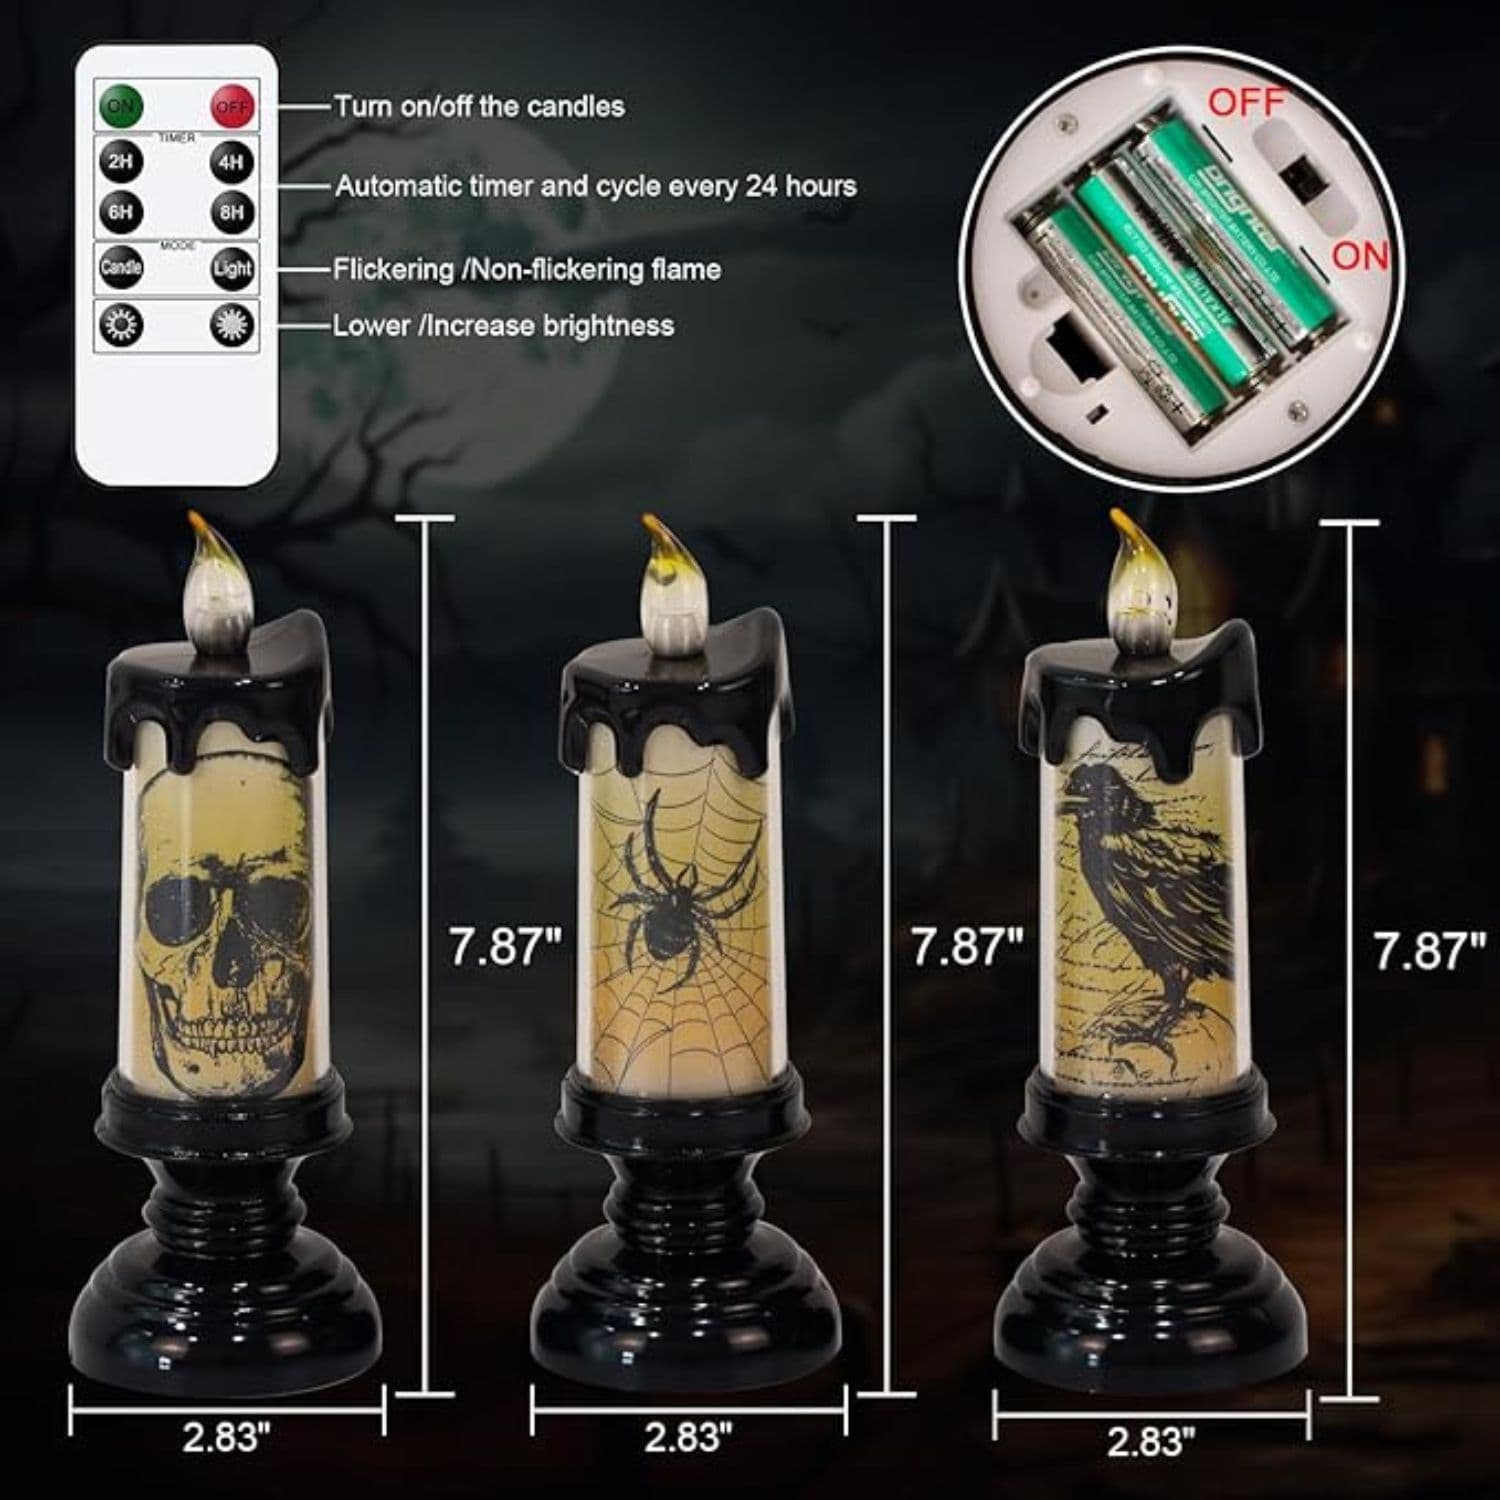 ON OFF
Turn on/off the candles
TIMER
2H 4H
Automatic timer and cycle every 24 hours
6H 8H
MODE
Candle Light
Flickering /Non-flickering flame
Lower /Increase brightness
OFF
ON
ALKALINE
7.87" 7.87" 7.87"
2.83" 2.83" 2.83"